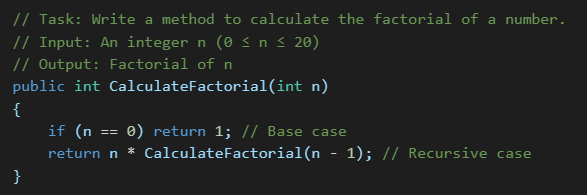 // Task: Write a method to calculate the factorial of a number.
// Input: An integer n (0 ≤ n ≤ 20)
// Output: Factorial of n
public int CalculateFactorial(int n)
{
    if (n == 0) return 1; // Base case
    return n * CalculateFactorial(n - 1); // Recursive case
}